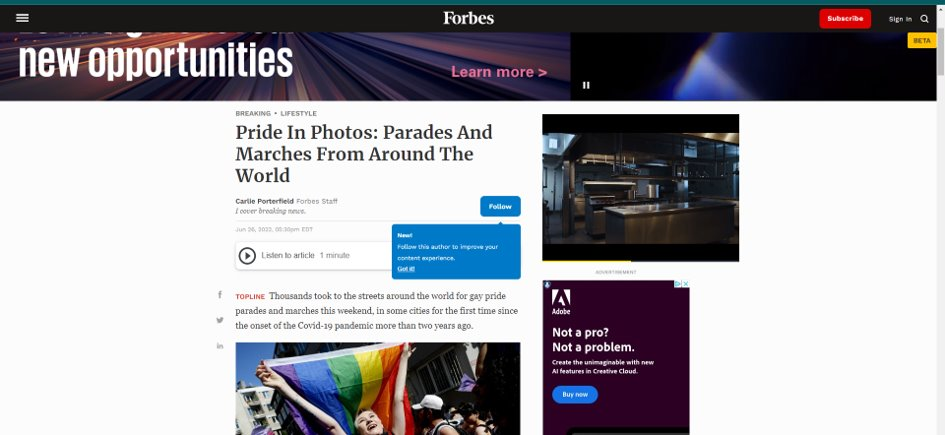 Forbes
Subscribe
Sign In
new opportunities
Learn more >
BETA
BREAKING • LIFESTYLE
Pride In Photos: Parades And
Marches From Around The
World
Carlie Porterfield Forbes Staff
I cover breaking news.
Follow
Jun 26, 2022, 03:30pm EDT
New!
Follow this author to improve your
content experience.
Got it!
Listen to article 1 minute
TOPLINE Thousands took to the streets around the world for gay pride
parades and marches this weekend, in some cities for the first time since
the onset of the Covid-19 pandemic more than two years ago.
ADVERTISEMENT
Adobe
Not a pro?
Not a problem.
Create the unimaginable with new
AI features in Creative Cloud.
Buy now